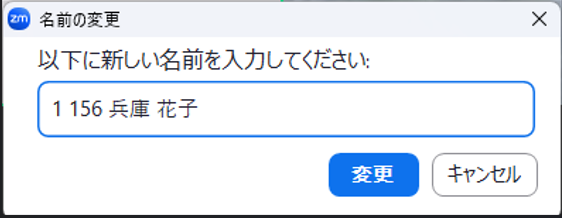 zm 名前の変更
以下に新しい名前を入力してください:
1 156 兵庫 花子
変更 キャンセル